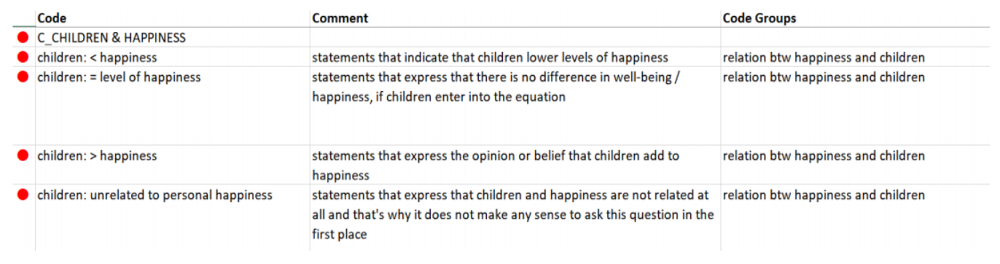 Code Comment Code Groups
C_CHILDREN & HAPPINESS
children: < happiness statements that indicate that children lower levels of happiness relation btw happiness and children
children: = level of happiness statements that express that there is no difference in well-being / relation btw happiness and children
happiness, if children enter into the equation
children: > happiness statements that express the opinion or belief that children add to relation btw happiness and children
happiness
children: unrelated to personal happiness statements that express that children and happiness are not related at relation btw happiness and children
all and that's why it does not make any sense to ask this question in the
first place